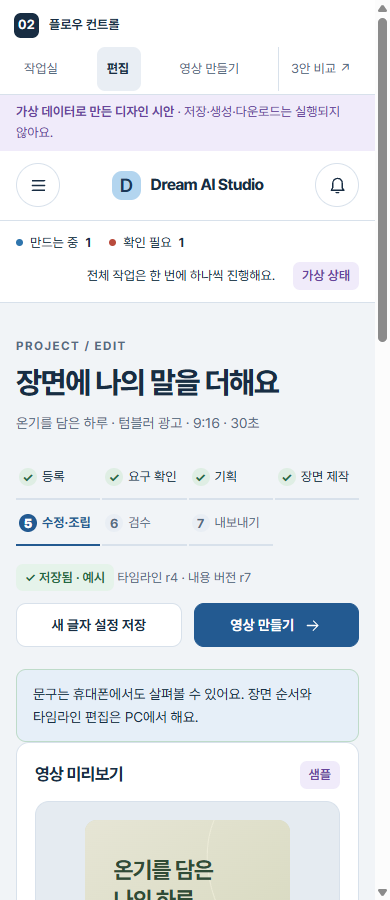 02 플로우 컨트롤
작업실 편집 영상 만들기 3안 비교 ↗
가상 데이터로 만든 디자인 시안 · 저장·생성·다운로드는 실행되지
않아요.
D Dream AI Studio
만드는 중 1 확인 필요 1
전체 작업은 한 번에 하나씩 진행해요. 가상 상태
PROJECT / EDIT
장면에 나의 말을 더해요
온기를 담은 하루 · 텀블러 광고 · 9:16 · 30초
✓ 등록 ✓ 요구 확인 ✓ 기획 ✓ 장면 제작
5 수정·조립 6 검수 7 내보내기
✓ 저장됨 · 예시 타임라인 r4 · 내용 버전 r7
새 글자 설정 저장 영상 만들기 →
문구는 휴대폰에서도 살펴볼 수 있어요. 장면 순서와
타임라인 편집은 PC에서 해요.
영상 미리보기 샘플
온기를 담은
나의 하루